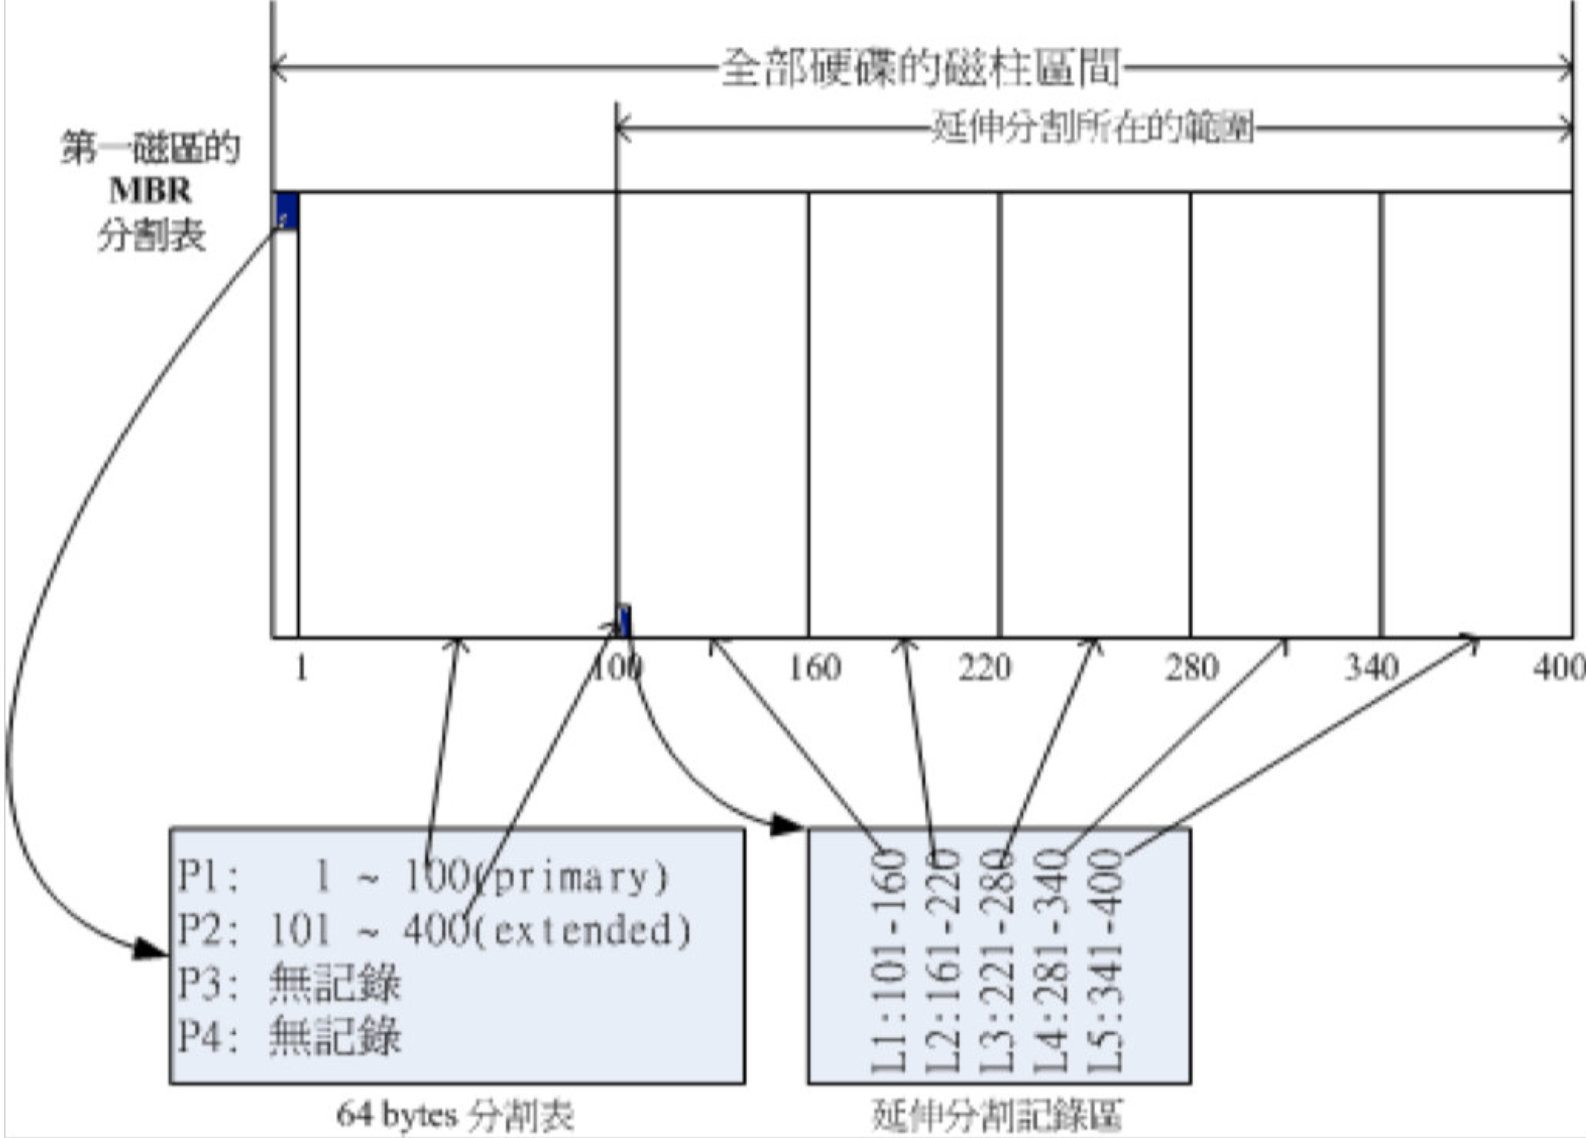 全部硬碟的磁柱區間
延伸分割所在的範圍
第一磁區的
MBR
分割表
1
100
160
220
280
340
400
P1: 1 ~ 100(primary)
P2: 101 ~ 400(extended)
P3: 無記錄
P4: 無記錄
64 bytes 分割表
L1:101-160
L2:161-220
L3:221-280
L4:281-340
L5:341-400
延伸分割記錄區